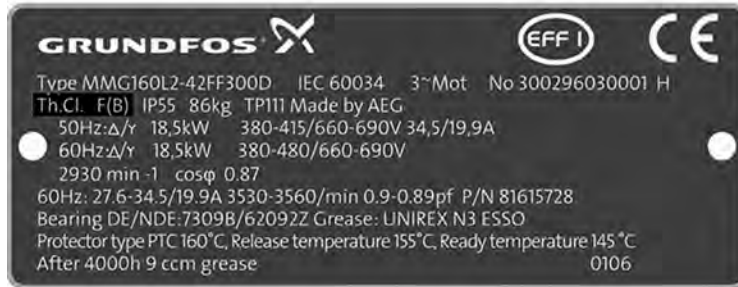 GRUNDFOS
EFF 1
CE
Type MMG160L2-42FF300D IEC 60034 3~Mot No 300296030001 H
Th.Cl. F(B) IP55 86kg TP111 Made by AEG
50Hz:Δ/Y 18,5kW 380-415/660-690V 34,5/19,9A
60Hz:Δ/Y 18,5kW 380-480/660-690V
2930 min -1 cosφ 0.87
60Hz: 27.6-34.5/19.9A 3530-3560/min 0.9-0.89pf P/N 81615728
Bearing DE/NDE:7309B/62092Z Grease: UNIREX N3 ESSO
Protector type PTC 160°C, Release temperature 155°C, Ready temperature 145 °C
After 4000h 9 ccm grease 0106